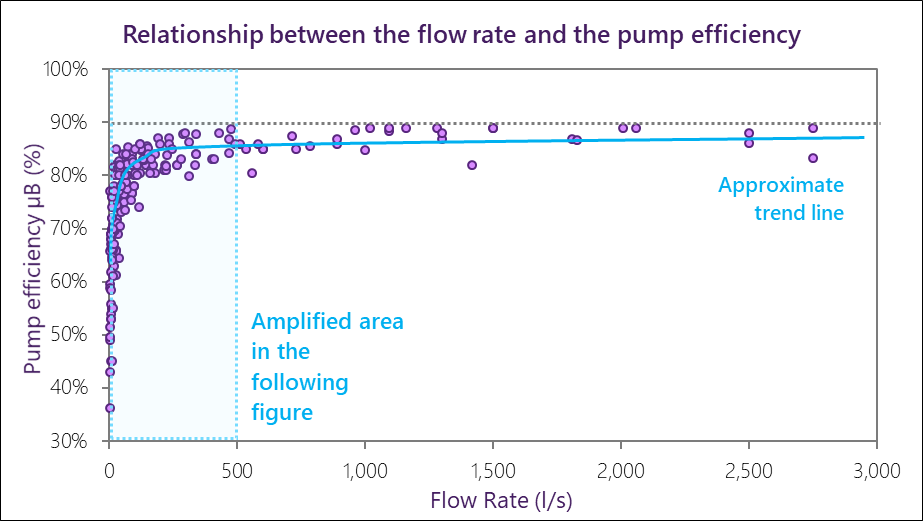 Relationship between the flow rate and the pump efficiency
100%
90%
80%
70%
60%
50%
40%
30%
Pump efficiency µB (%)
Approximate
trend line
Amplified area
in the
following
figure
0
500
1,000
1,500
2,000
2,500
3,000
Flow Rate (l/s)